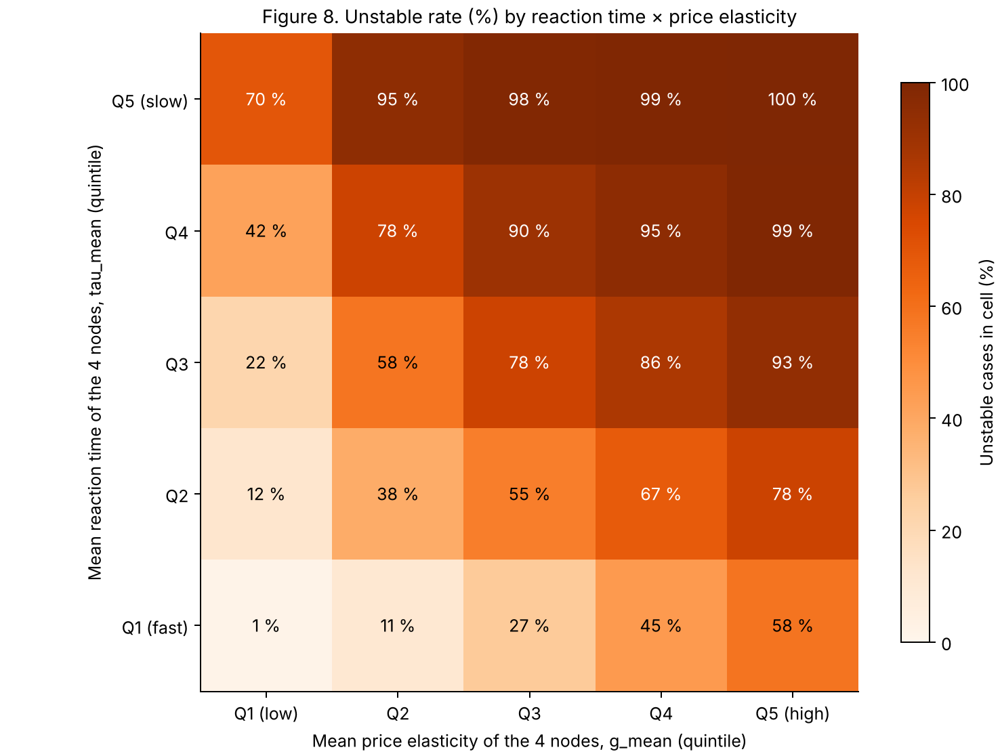 Figure 8. Unstable rate (%) by reaction time × price elasticity
Mean reaction time of the 4 nodes, tau_mean (quintile)
Q5 (slow) 70 % 95 % 98 % 99 % 100 %
Q4 42 % 78 % 90 % 95 % 99 %
Q3 22 % 58 % 78 % 86 % 93 %
Q2 12 % 38 % 55 % 67 % 78 %
Q1 (fast) 1 % 11 % 27 % 45 % 58 %
Q1 (low) Q2 Q3 Q4 Q5 (high)
Mean price elasticity of the 4 nodes, g_mean (quintile)
100
80
60
40
20
0
Unstable cases in cell (%)